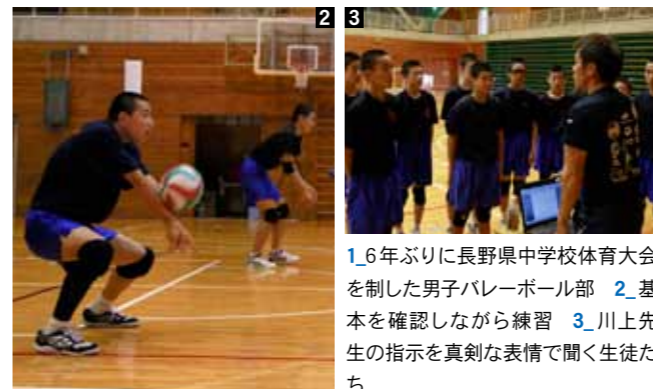 2
3
1_6年ぶりに長野県中学校体育大会
を制した男子バレーボール部　2_基
本を確認しながら練習　3_川上先
生の指示を真剣な表情で聞く生徒た
ち